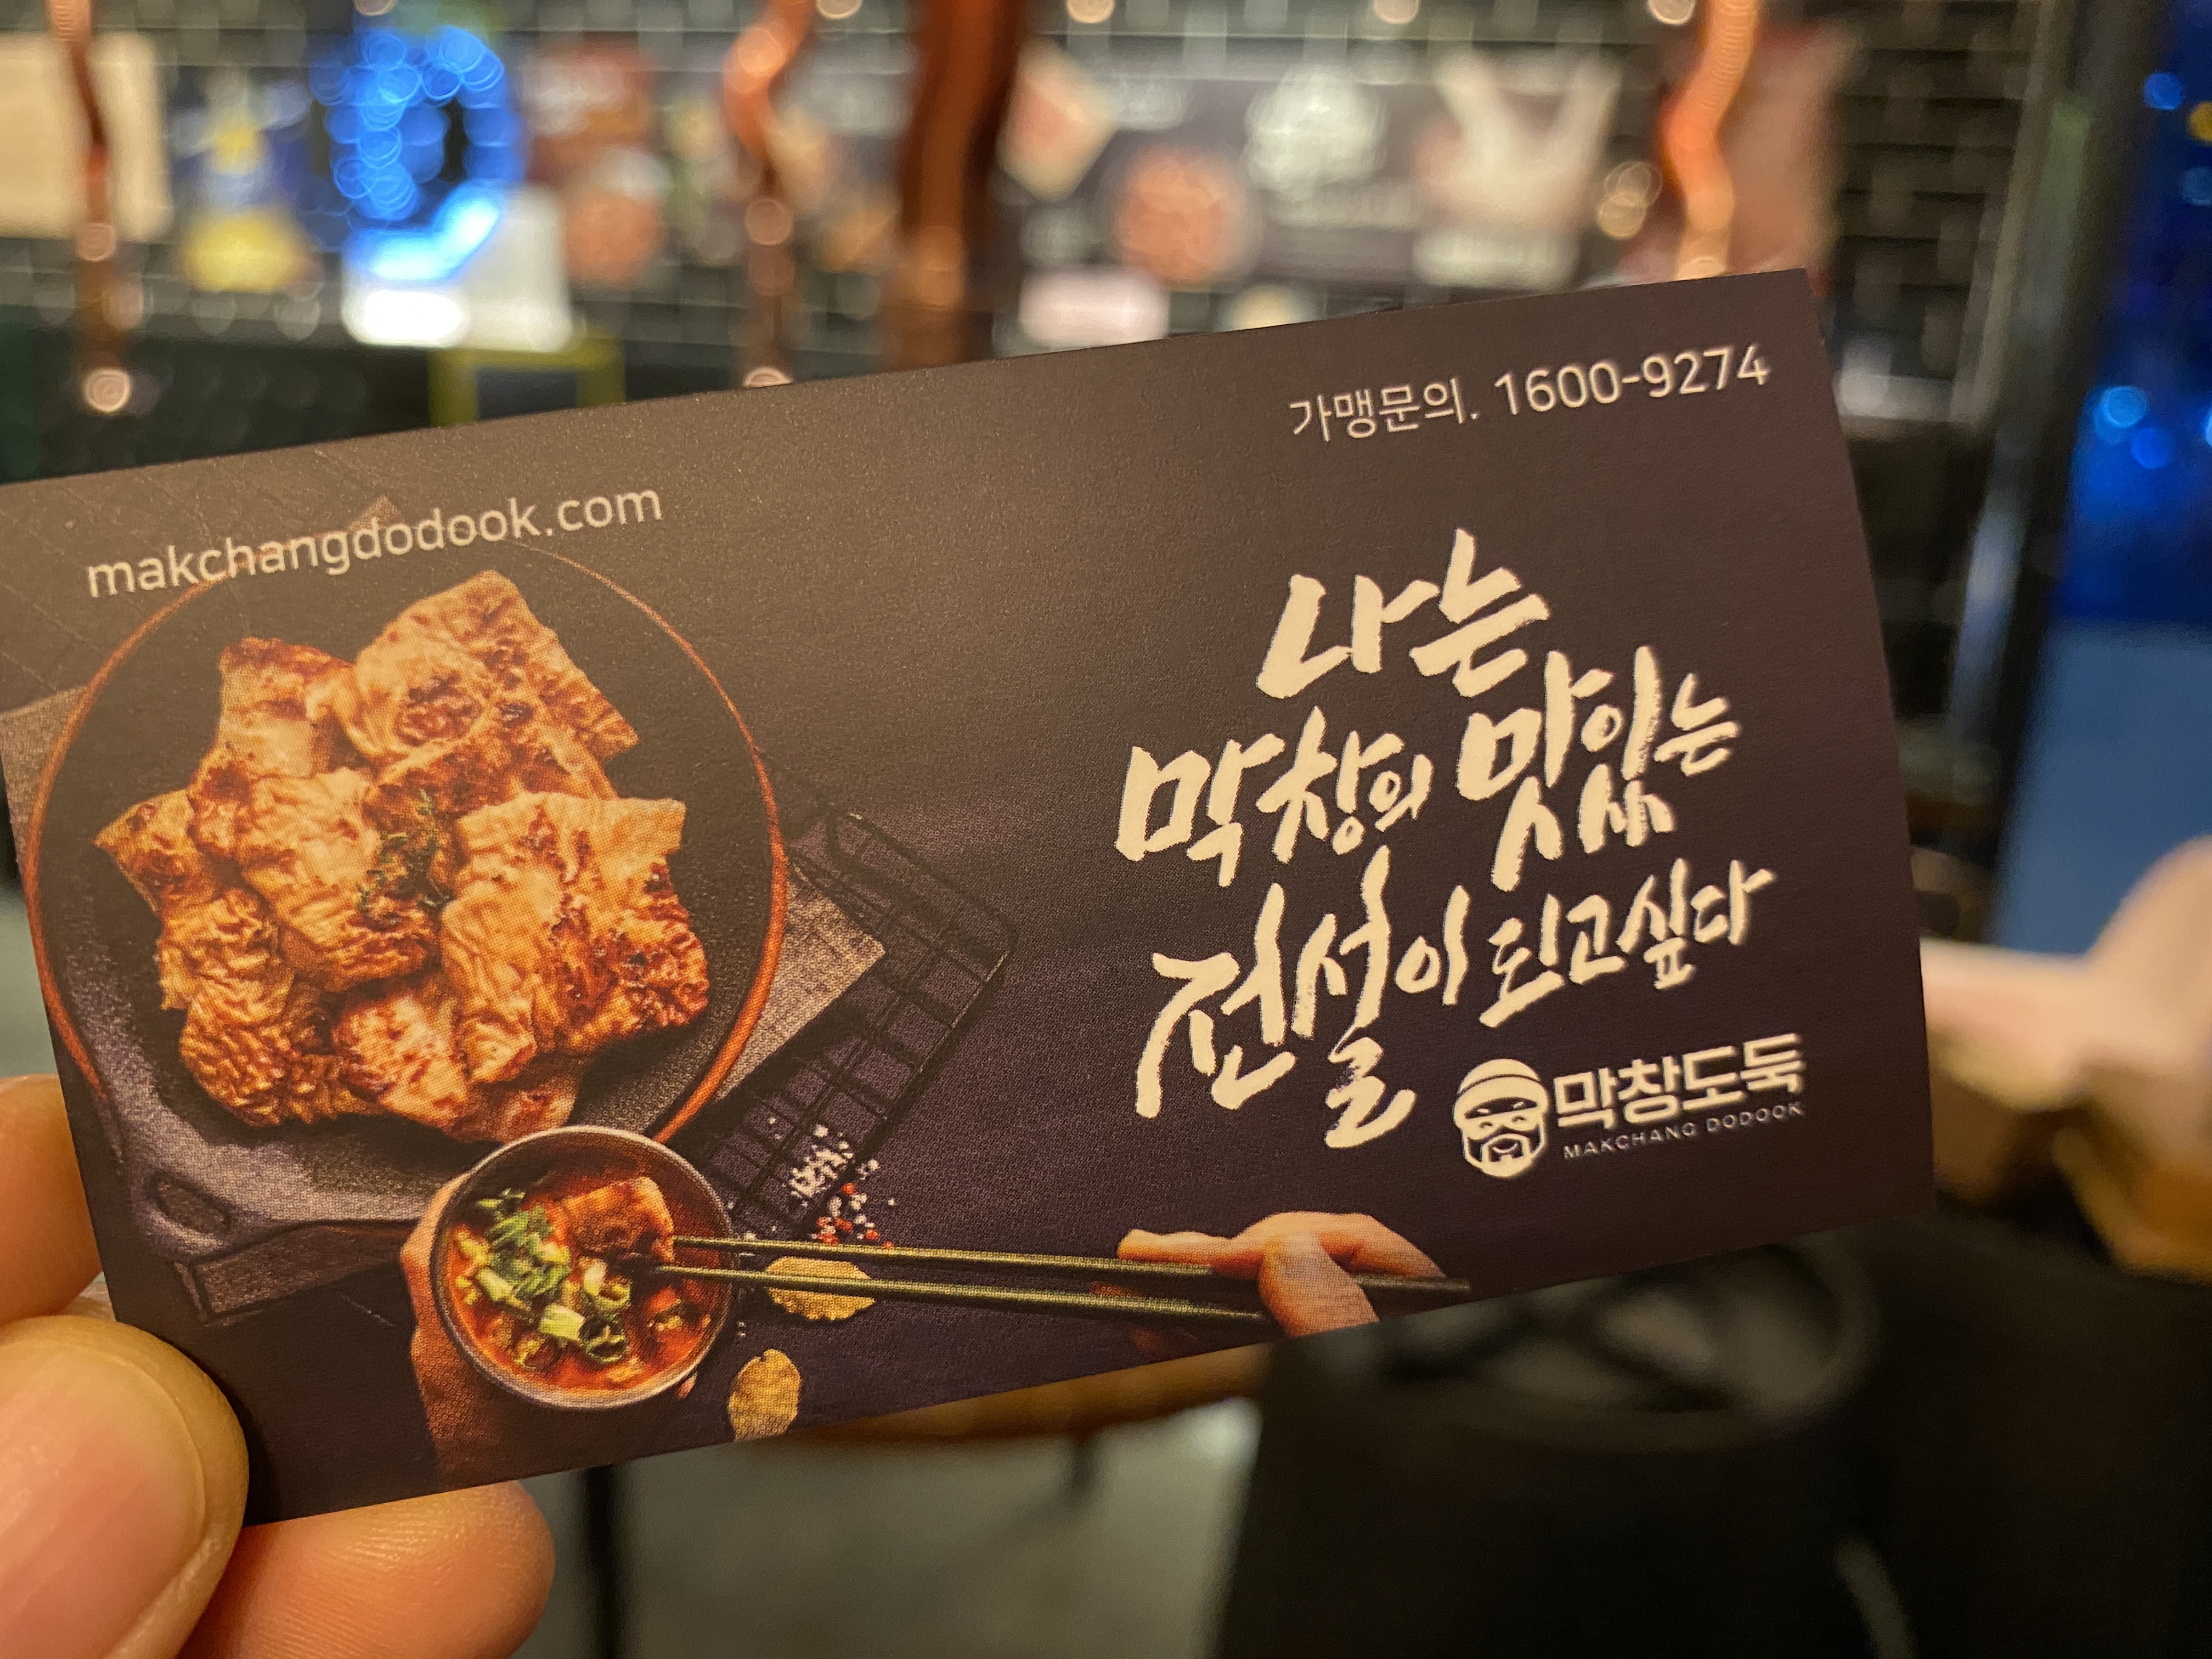 makchangdodook.com
가맹문의. 1600-9274
나는
막창의 맛있는
전설이 되고싶다
막창도둑
MAKCHANG DODOOK